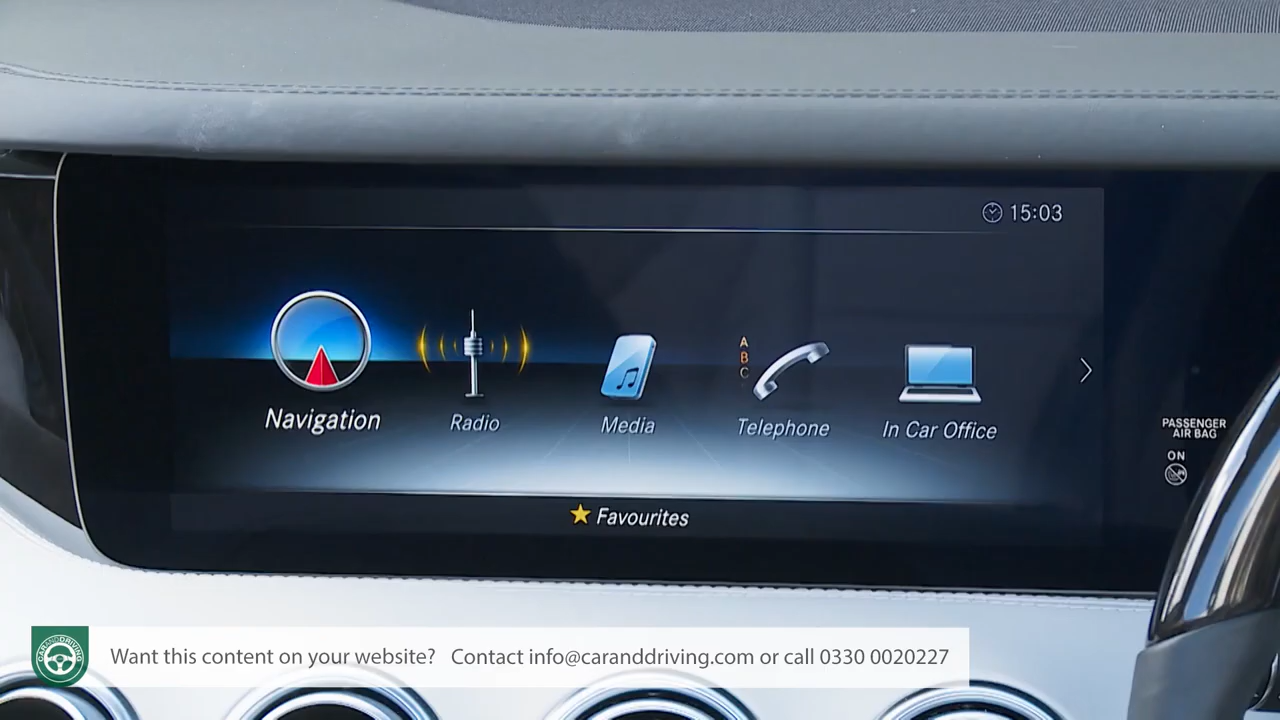 15:03
Navigation
Radio
Media
A
B
C
Telephone
In Car Office
Favourites
PASSENGER
AIR BAG
ON
CARANDDRIVING
Want this content on your website? Contact info@caranddriving.com or call 0330 0020227